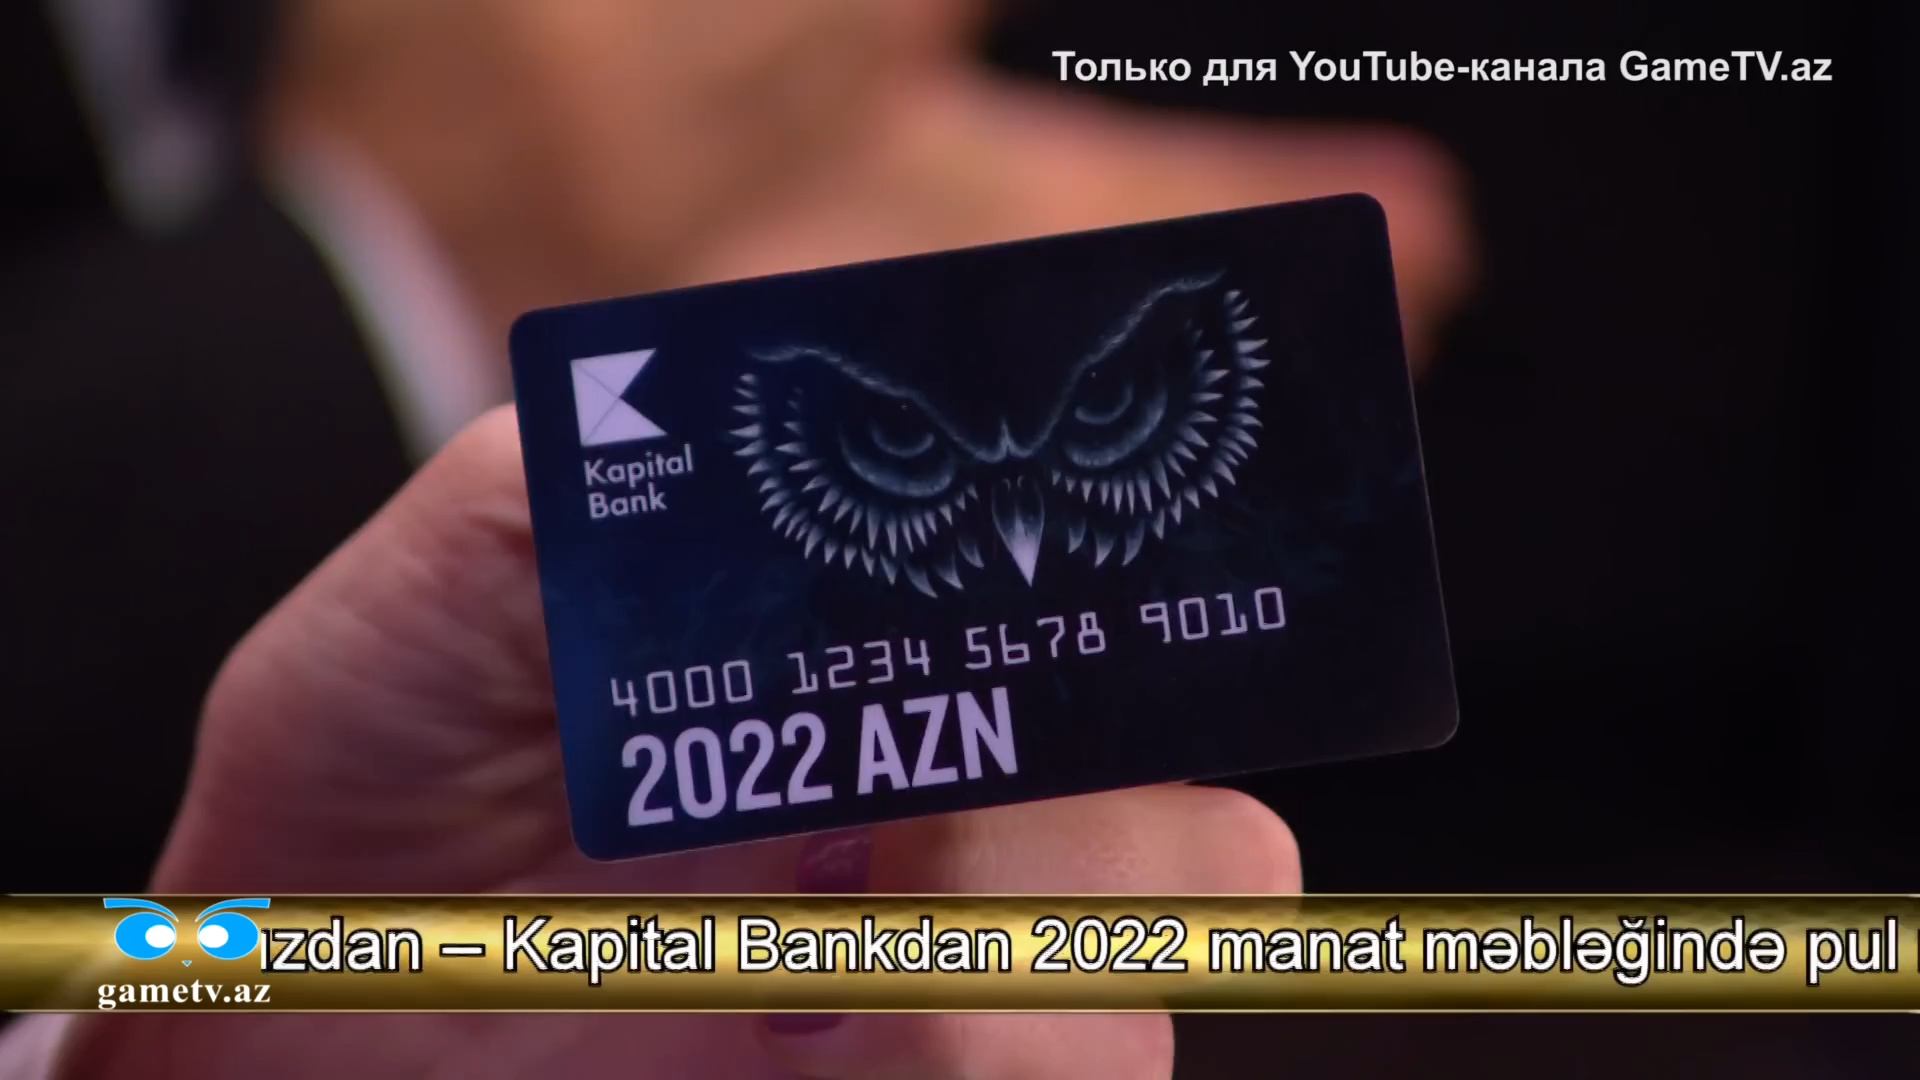 Только для YouTube-канала GameTV.az
Kapital
Bank
4000 1234 5678 9010
2022 AZN
ızdan – Kapital Bankdan 2022 manat məbləğində pul
gametv.az